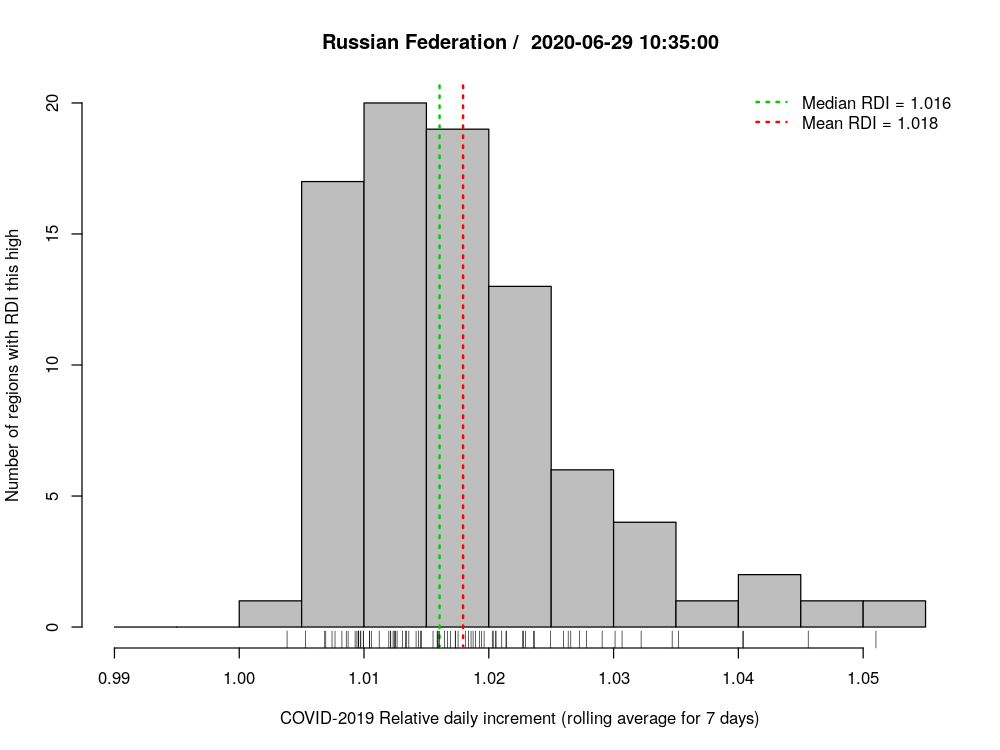 Russian Federation /  2020-06-29 10:35:00
Median RDI = 1.016
Mean RDI = 1.018
Number of regions with RDI this high
20
15
10
5
0
0.99 1.00 1.01 1.02 1.03 1.04 1.05
COVID-2019 Relative daily increment (rolling average for 7 days)